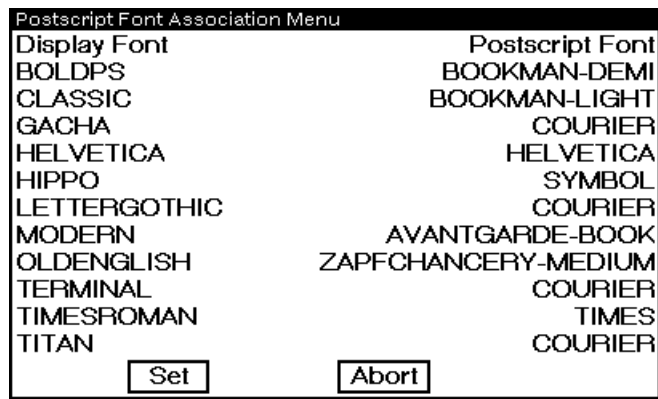 Postscript Font Association Menu
Display Font Postscript Font
BOLDPS BOOKMAN-DEMI
CLASSIC BOOKMAN-LIGHT
GACHA COURIER
HELVETICA HELVETICA
HIPPO SYMBOL
LETTERGOTHIC COURIER
MODERN AVANTGARDE-BOOK
OLDENGLISH ZAPFCHANCERY-MEDIUM
TERMINAL COURIER
TIMESROMAN TIMES
TITAN COURIER
Set Abort